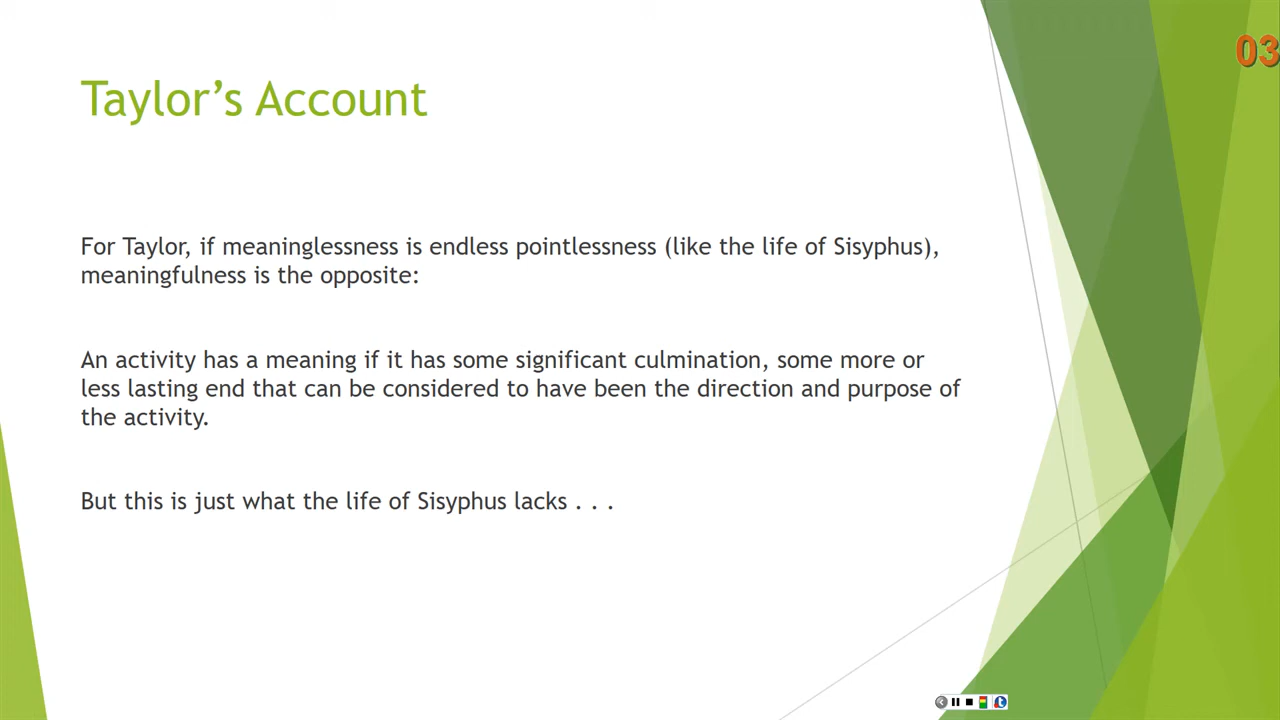 03
Taylor’s Account
For Taylor, if meaninglessness is endless pointlessness (like the life of Sisyphus),
meaningfulness is the opposite:
An activity has a meaning if it has some significant culmination, some more or
less lasting end that can be considered to have been the direction and purpose of
the activity.
But this is just what the life of Sisyphus lacks . . .